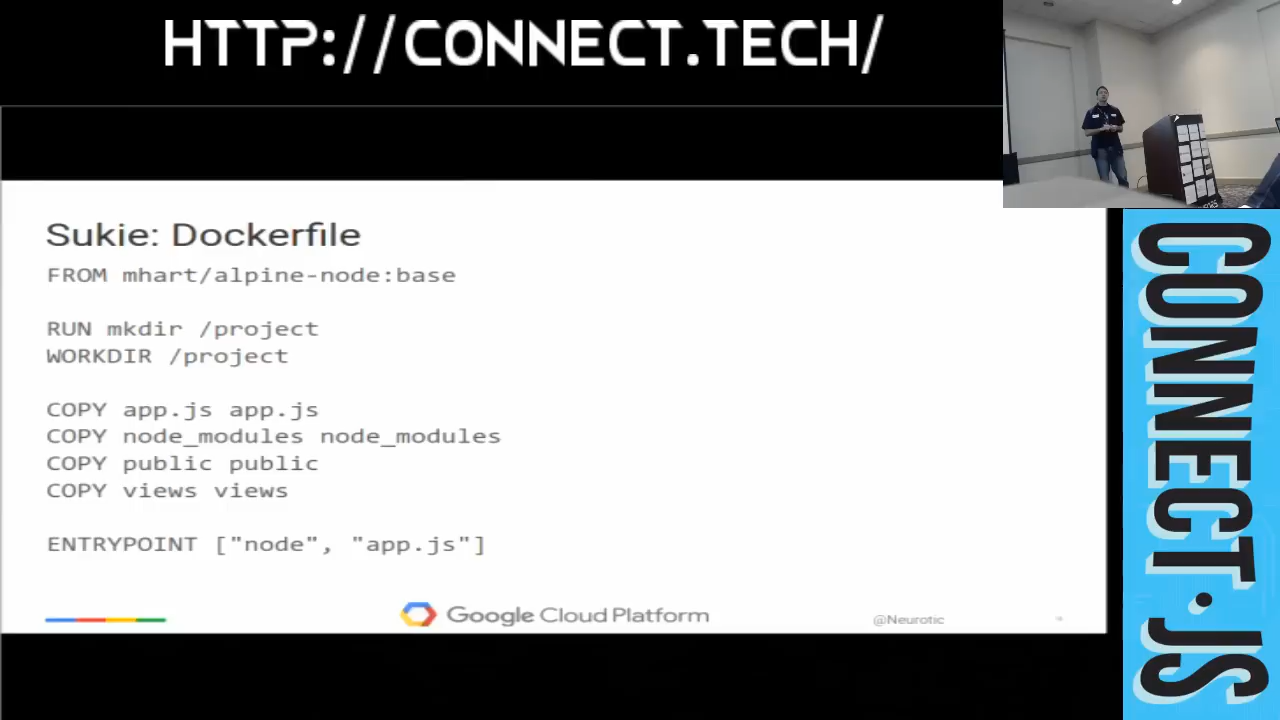 HTTP://CONNECT.TECH/
Sukie: Dockerfile
FROM mhart/alpine-node:base
RUN mkdir /project
WORKDIR /project
COPY app.js app.js
COPY node_modules node_modules
COPY public public
COPY views views
ENTRYPOINT ["node", "app.js"]
Google Cloud Platform
@Neurotic
CONNECT.JS